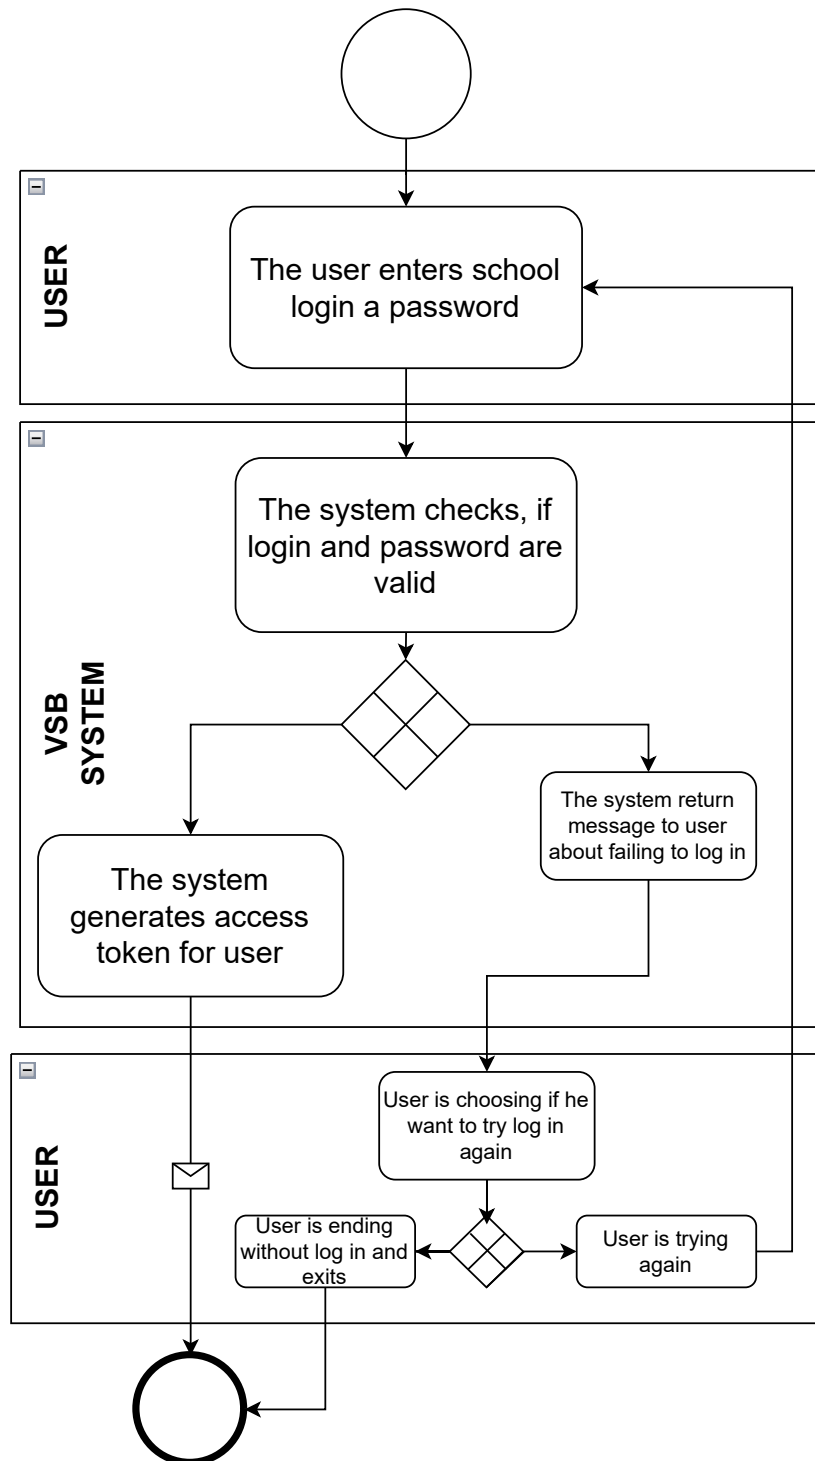 USER
The user enters school
login a password
VSB
SYSTEM
The system checks, if
login and password are
valid
The system return
message to user
about failing to log in
The system
generates access
token for user
USER
User is choosing if he
want to try log in
again
User is ending
without log in and
exits
User is trying
again